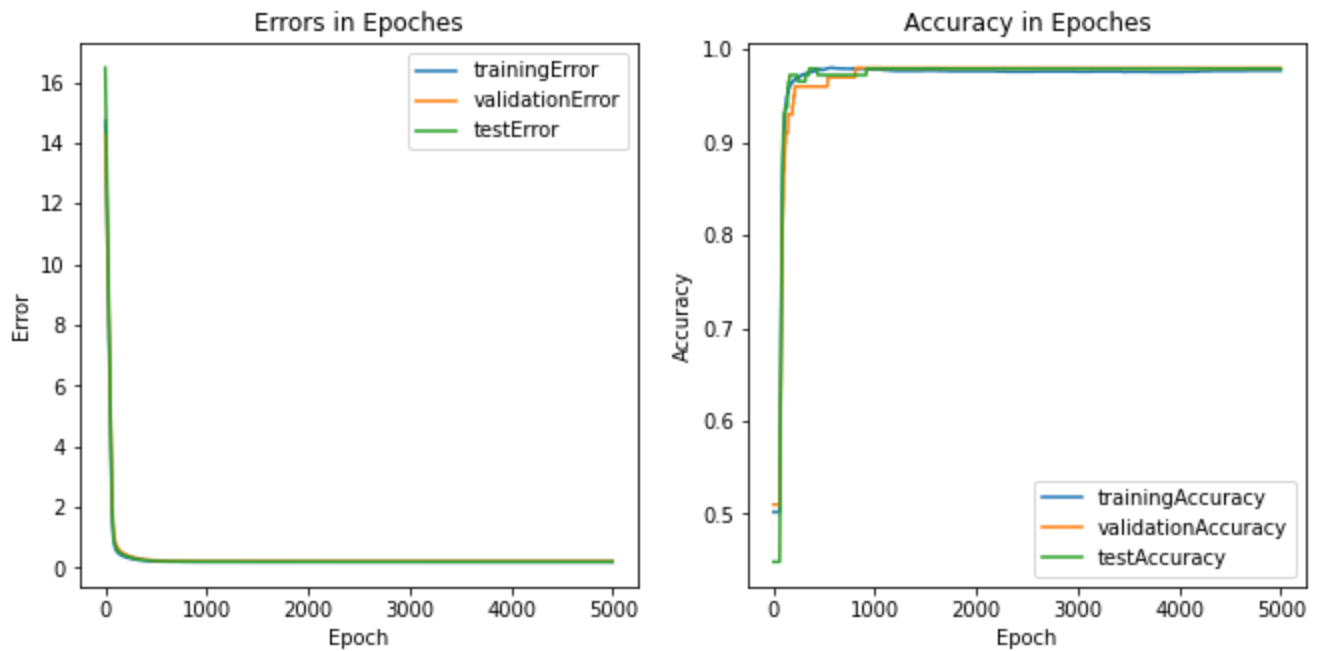 Errors in Epoches
Accuracy in Epoches
16
14
12
10
8
6
4
2
0
Error
trainingError
validationError
testError
0 1000 2000 3000 4000 5000
Epoch
1.0
0.9
0.8
0.7
0.6
0.5
Accuracy
trainingAccuracy
validationAccuracy
testAccuracy
0 1000 2000 3000 4000 5000
Epoch